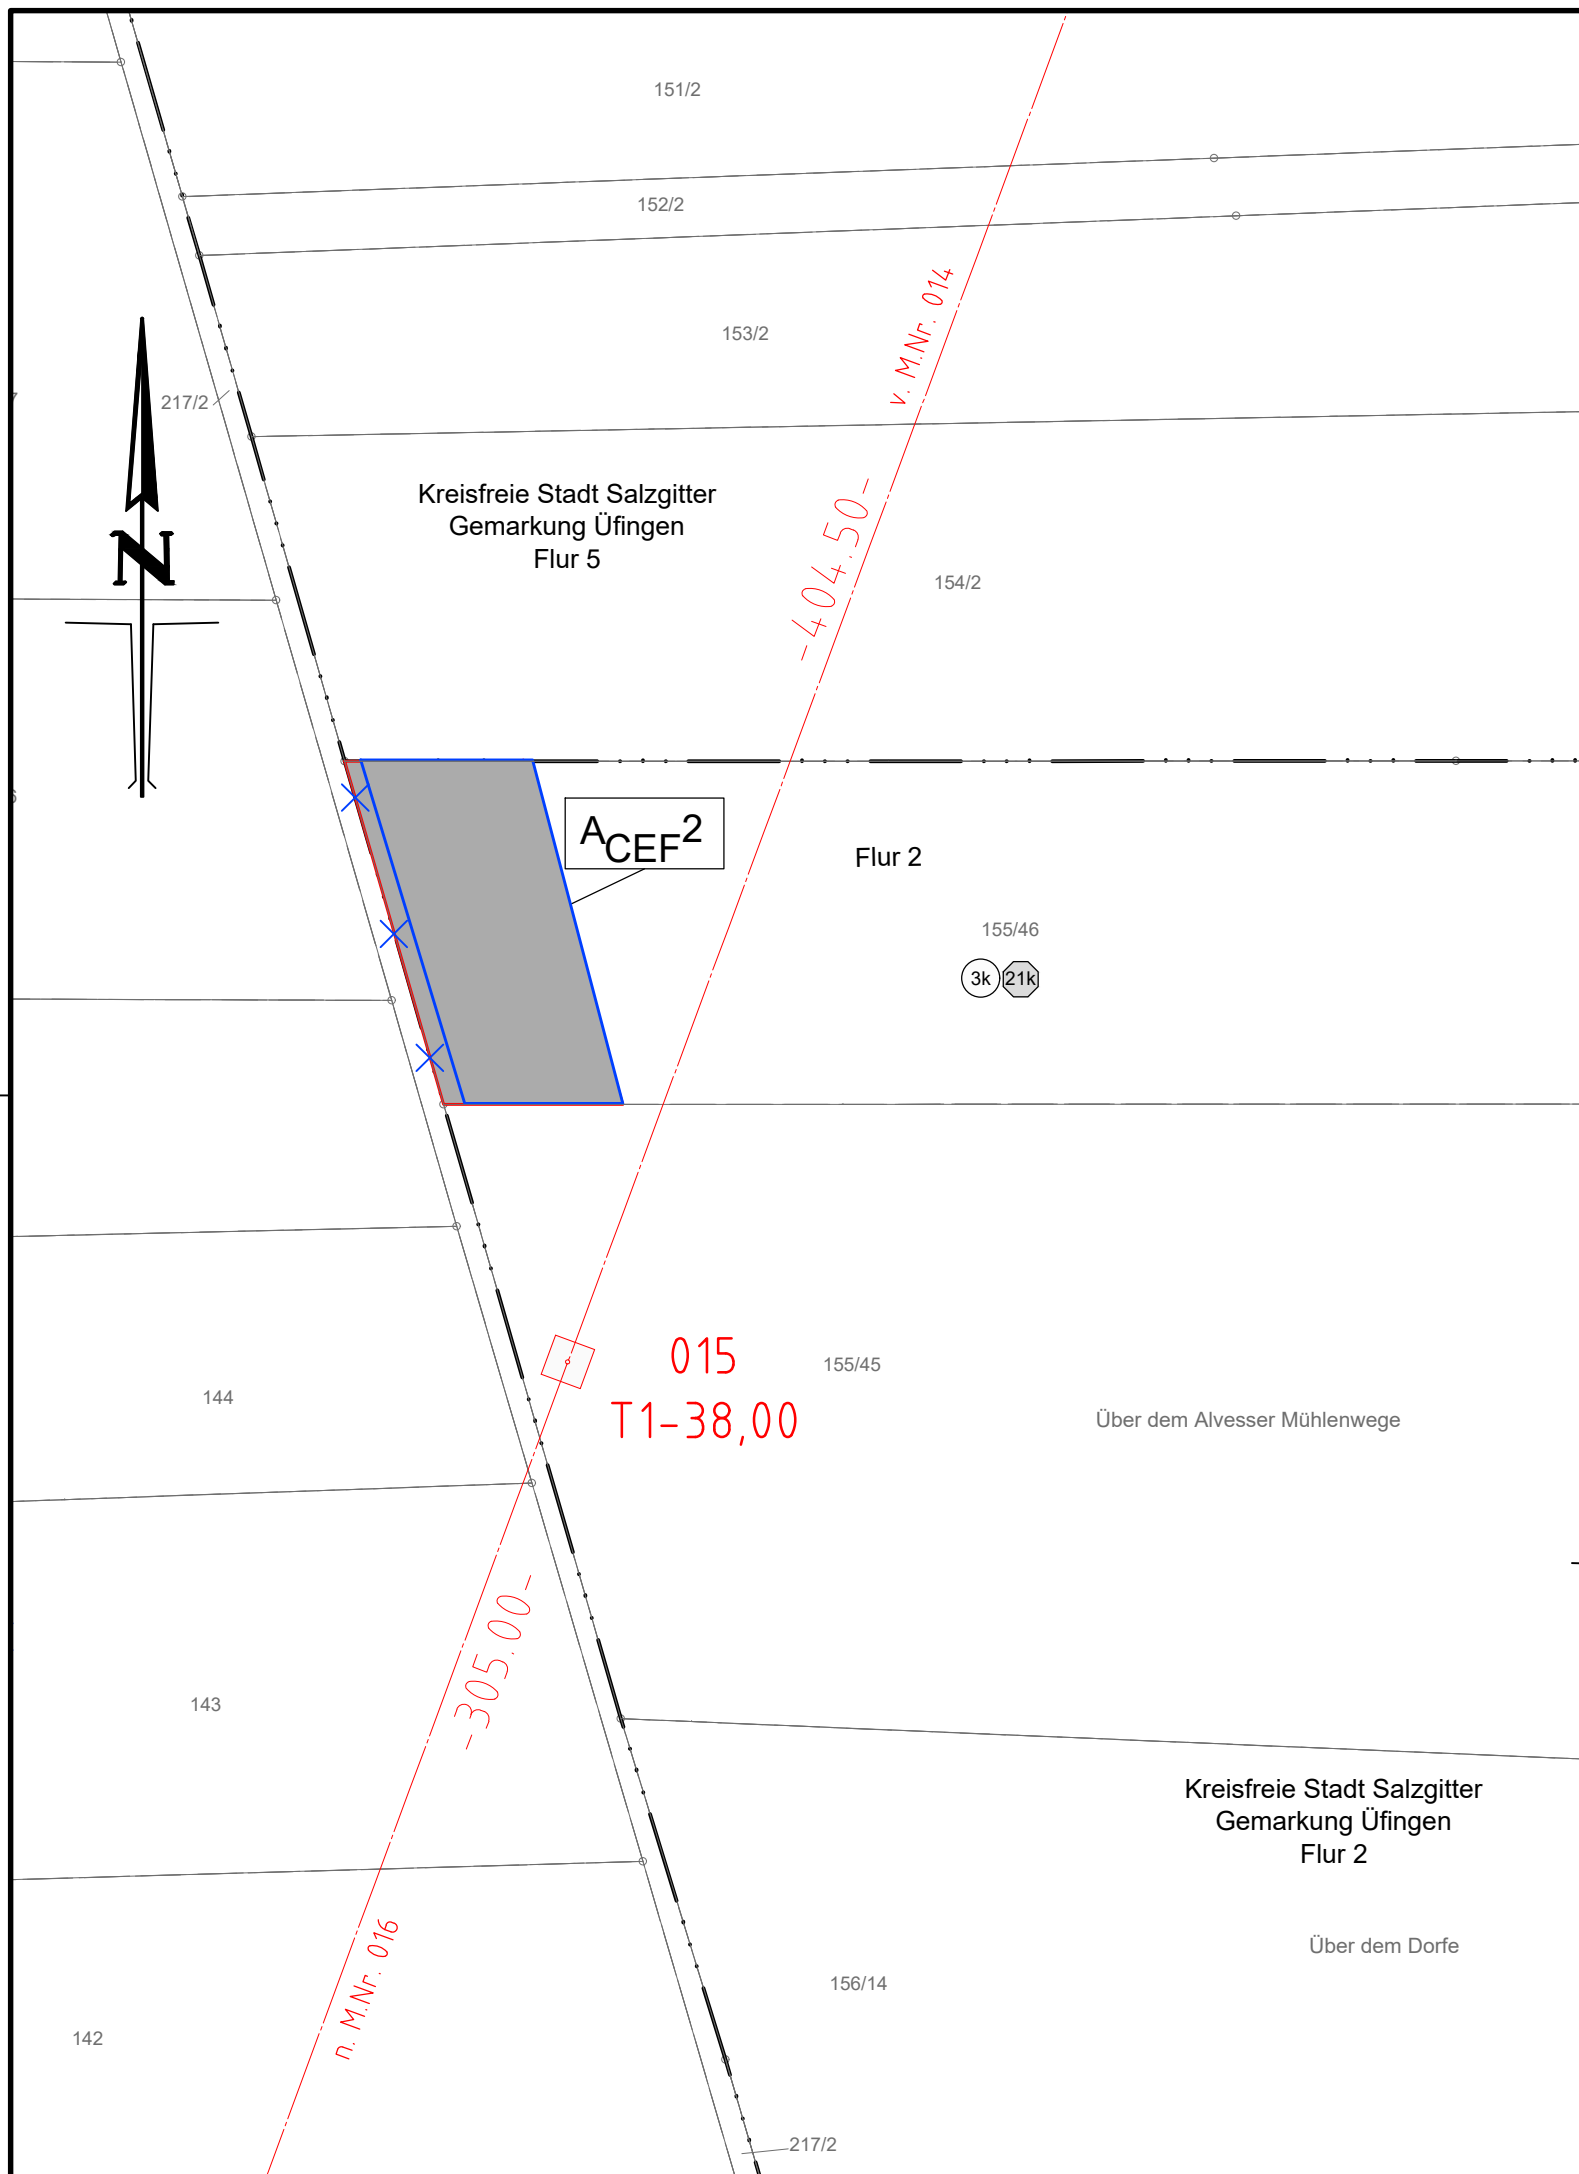 151/2
152/2
v. M.Nr. 014
153/2
217/2
N
Kreisfreie Stadt Salzgitter
Gemarkung Üfingen
Flur 5
-404.50-
154/2
ACEF2
Flur 2
155/46
3k 21k
015
T1-38,00
155/45
144
Über dem Alvesser Mühlenwege
-305.00-
143
Kreisfreie Stadt Salzgitter
Gemarkung Üfingen
Flur 2
n. M.Nr. 016
Über dem Dorfe
156/14
142
217/2